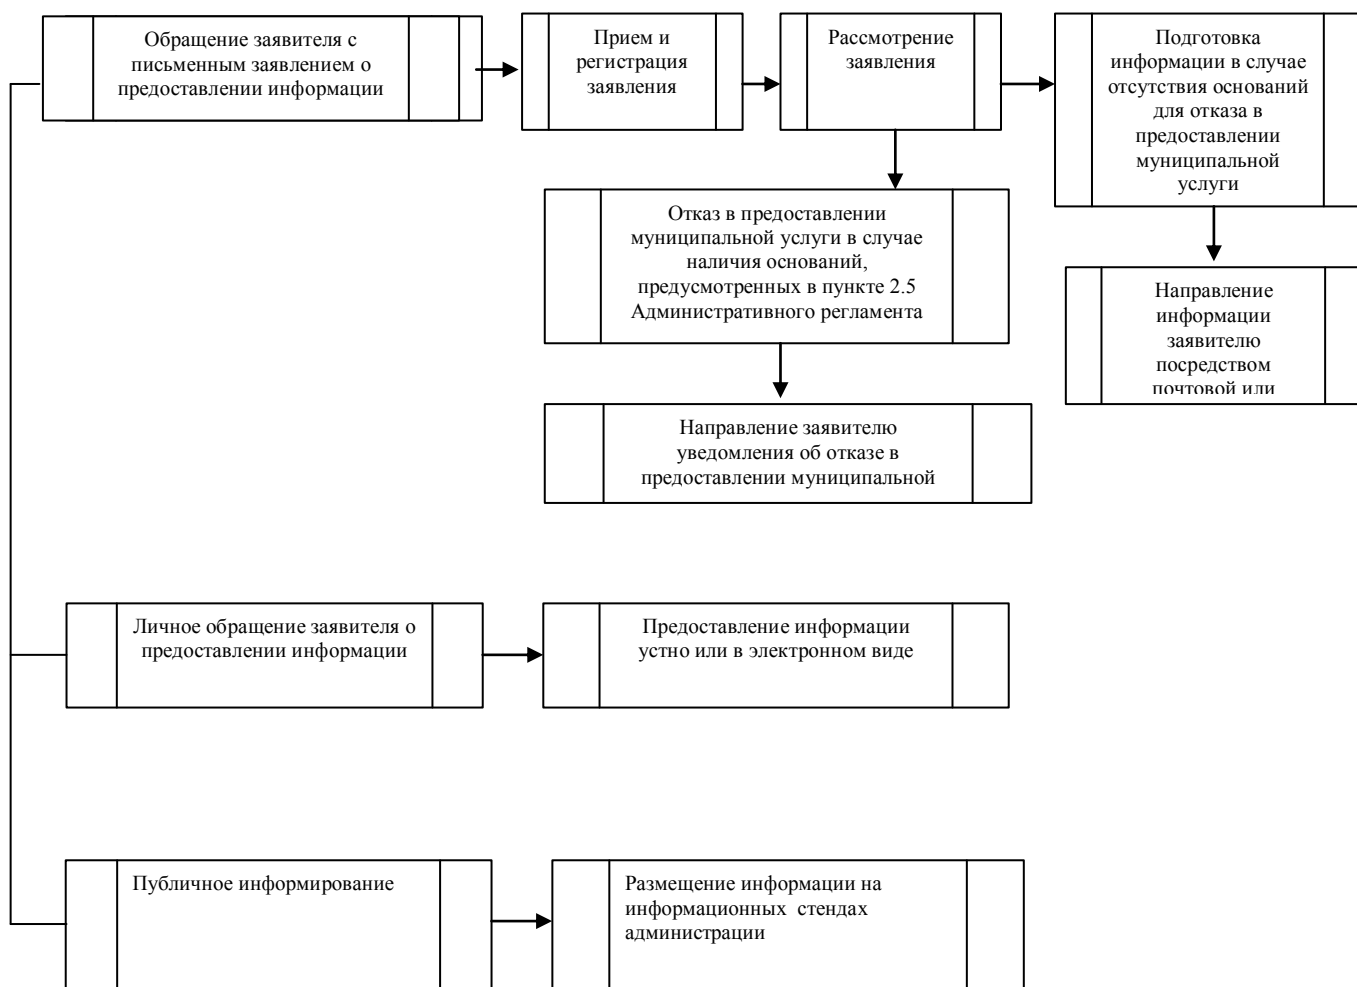 Обращение заявителя с
письменным заявлением о
предоставлении информации
Прием и
регистрация
заявления
Рассмотрение
заявления
Подготовка
информации в случае
отсутствия оснований
для отказа в
предоставлении
муниципальной
услуги
Отказ в предоставлении
муниципальной услуги в случае
наличия оснований,
предусмотренных в пункте 2.5
Административного регламента
Направление
информации
заявителю
посредством
почтовой или
Направление заявителю
уведомления об отказе в
предоставлении муниципальной
Личное обращение заявителя о
предоставлении информации
Предоставление информации
устно или в электронном виде
Публичное информирование
Размещение информации на
информационных стендах
администрации